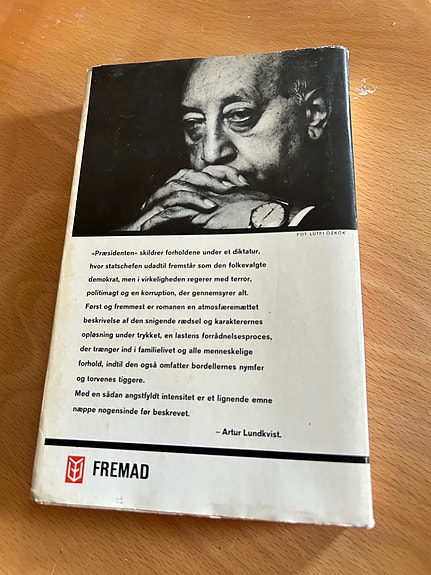 FOT. LÜTFI ÖZKÖK
»Præsidenten« skildrer forholdene under et diktatur,
hvor statschefen udadtil fremstår som den folkevalgte
demokrat, men i virkeligheden regerer med terror,
politimagt og en korruption, der gennemsyrer alt.
Først og fremmest er romanen en atmosfæremættet
beskrivelse af den snigende rædsel og karakterernes
opløsning under trykket, en lastens forrådnelsesproces,
der trænger ind i familielivet og alle menneskelige
forhold, indtil den også omfatter bordellernes nymfer
og torvenes tiggere.
Med en sådan angstfyldt intensitet er et lignende emne
næppe nogensinde før beskrevet.
– Artur Lundkvist.
FREMAD